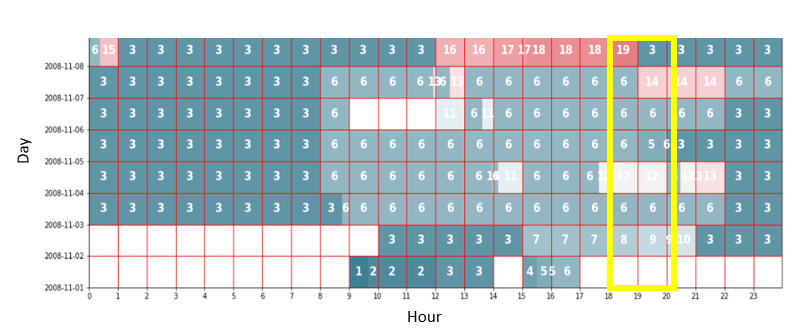 6 15 3 3 3 3 3 3 3 3 3 3 3 16 16 17 17 18 18 18 19 3 3 3 3 3
2008-11-08
3 3 3 3 3 3 3 3 6 6 6 6 13 6 13 6 6 6 6 6 6 14 14 14 6 6
2008-11-07
3 3 3 3 3 3 3 3 6 11 6 11 6 6 6 6 6 6 6 6 3 3
2008-11-06
3 3 3 3 3 3 3 3 6 6 6 6 6 6 6 6 6 6 6 5 6 3 3 3 3
2008-11-05
3 3 3 3 3 3 3 3 6 6 6 6 6 6 11 6 6 6 12 12 13 3 3
2008-11-04
3 3 3 3 3 3 3 3 3 6 6 6 6 6 6 6 6 6 6 6 6 6 6 3 3
2008-11-03
3 3 3 3 3 7 7 7 8 9 9 10 3 3 3
2008-11-02
1 2 2 2 3 3 4 5 5 6
2008-11-01
0 1 2 3 4 5 6 7 8 9 10 11 12 13 14 15 16 17 18 19 20 21 22 23
Day
Hour